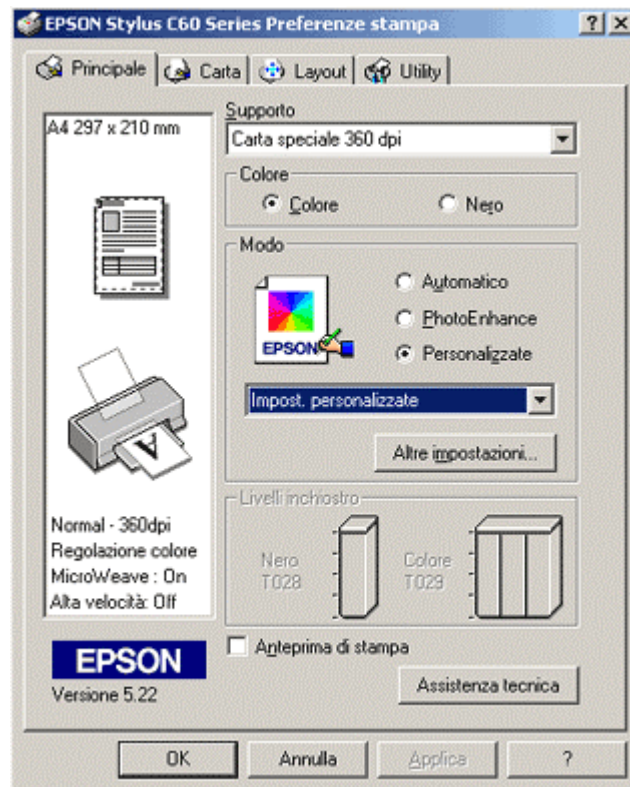 EPSON Stylus C60 Series Preferenze stampa
Principale Carta Layout Utility
A4 297 x 210 mm
Supporto
Carta speciale 360 dpi
Colore
Colore Nero
Modo
EPSON
Automatico
PhotoEnhance
Personalizzate
Impost. personalizzate
Altre impostazioni...
A
Normal - 360dpi
Regolazione colore
MicroWeave : On
Alta velocità: Off
Livelli inchiostro
Nero
T028
Colore
T029
EPSON
Versione 5.22
Anteprima di stampa
Assistenza tecnica
OK Annulla Applica ?